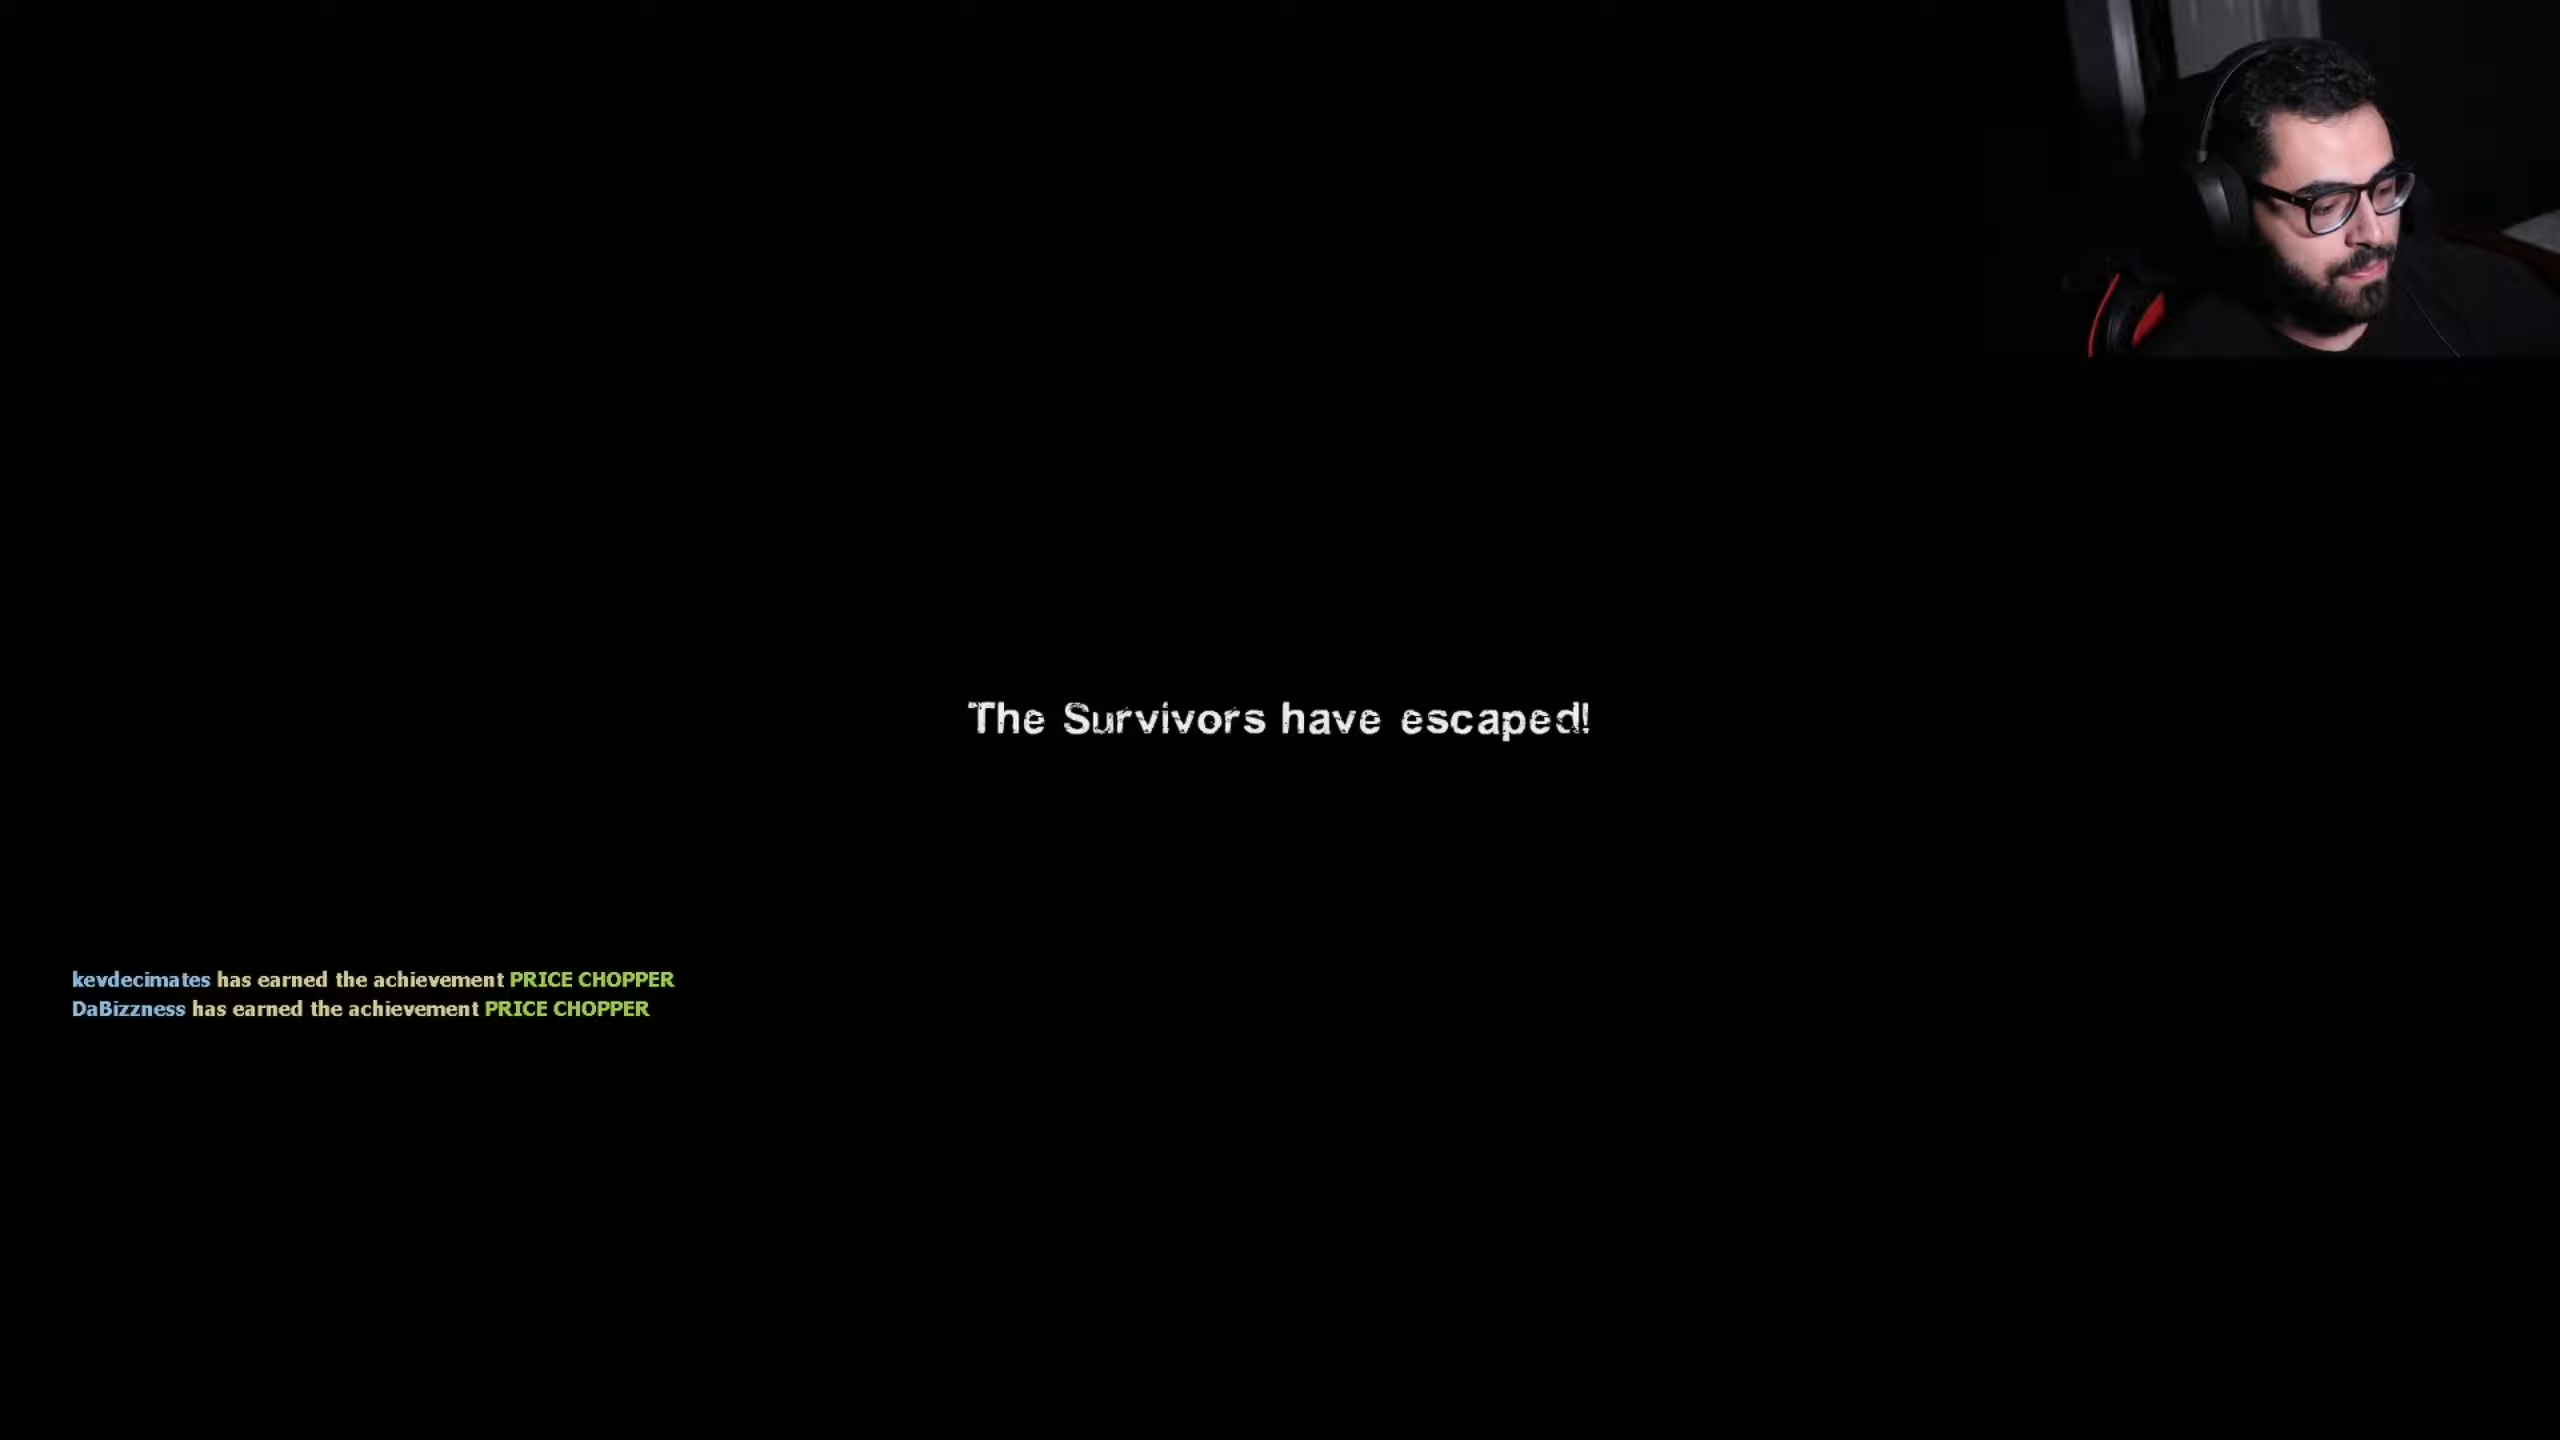 The Survivors have escaped!
kevdecimates has earned the achievement PRICE CHOPPER
DaBizzness has earned the achievement PRICE CHOPPER